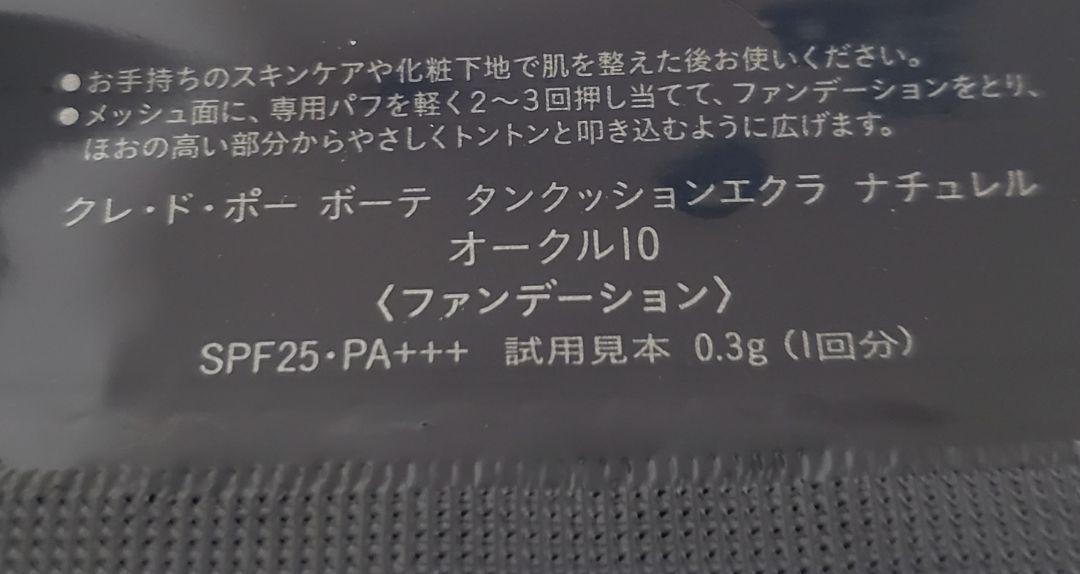 ●お手持ちのスキンケアや化粧下地で肌を整えた後お使いください。
●メッシュ面に、専用パフを軽く2〜3回押し当てて、ファンデーションをとり、
ほおの高い部分からやさしくトントンと叩き込むように広げます。
クレ・ド・ポー ボーテ タンクッションエクラ ナチュレル
オークル10
〈ファンデーション〉
SPF25・PA+++ 試用見本 0.3g（1回分）